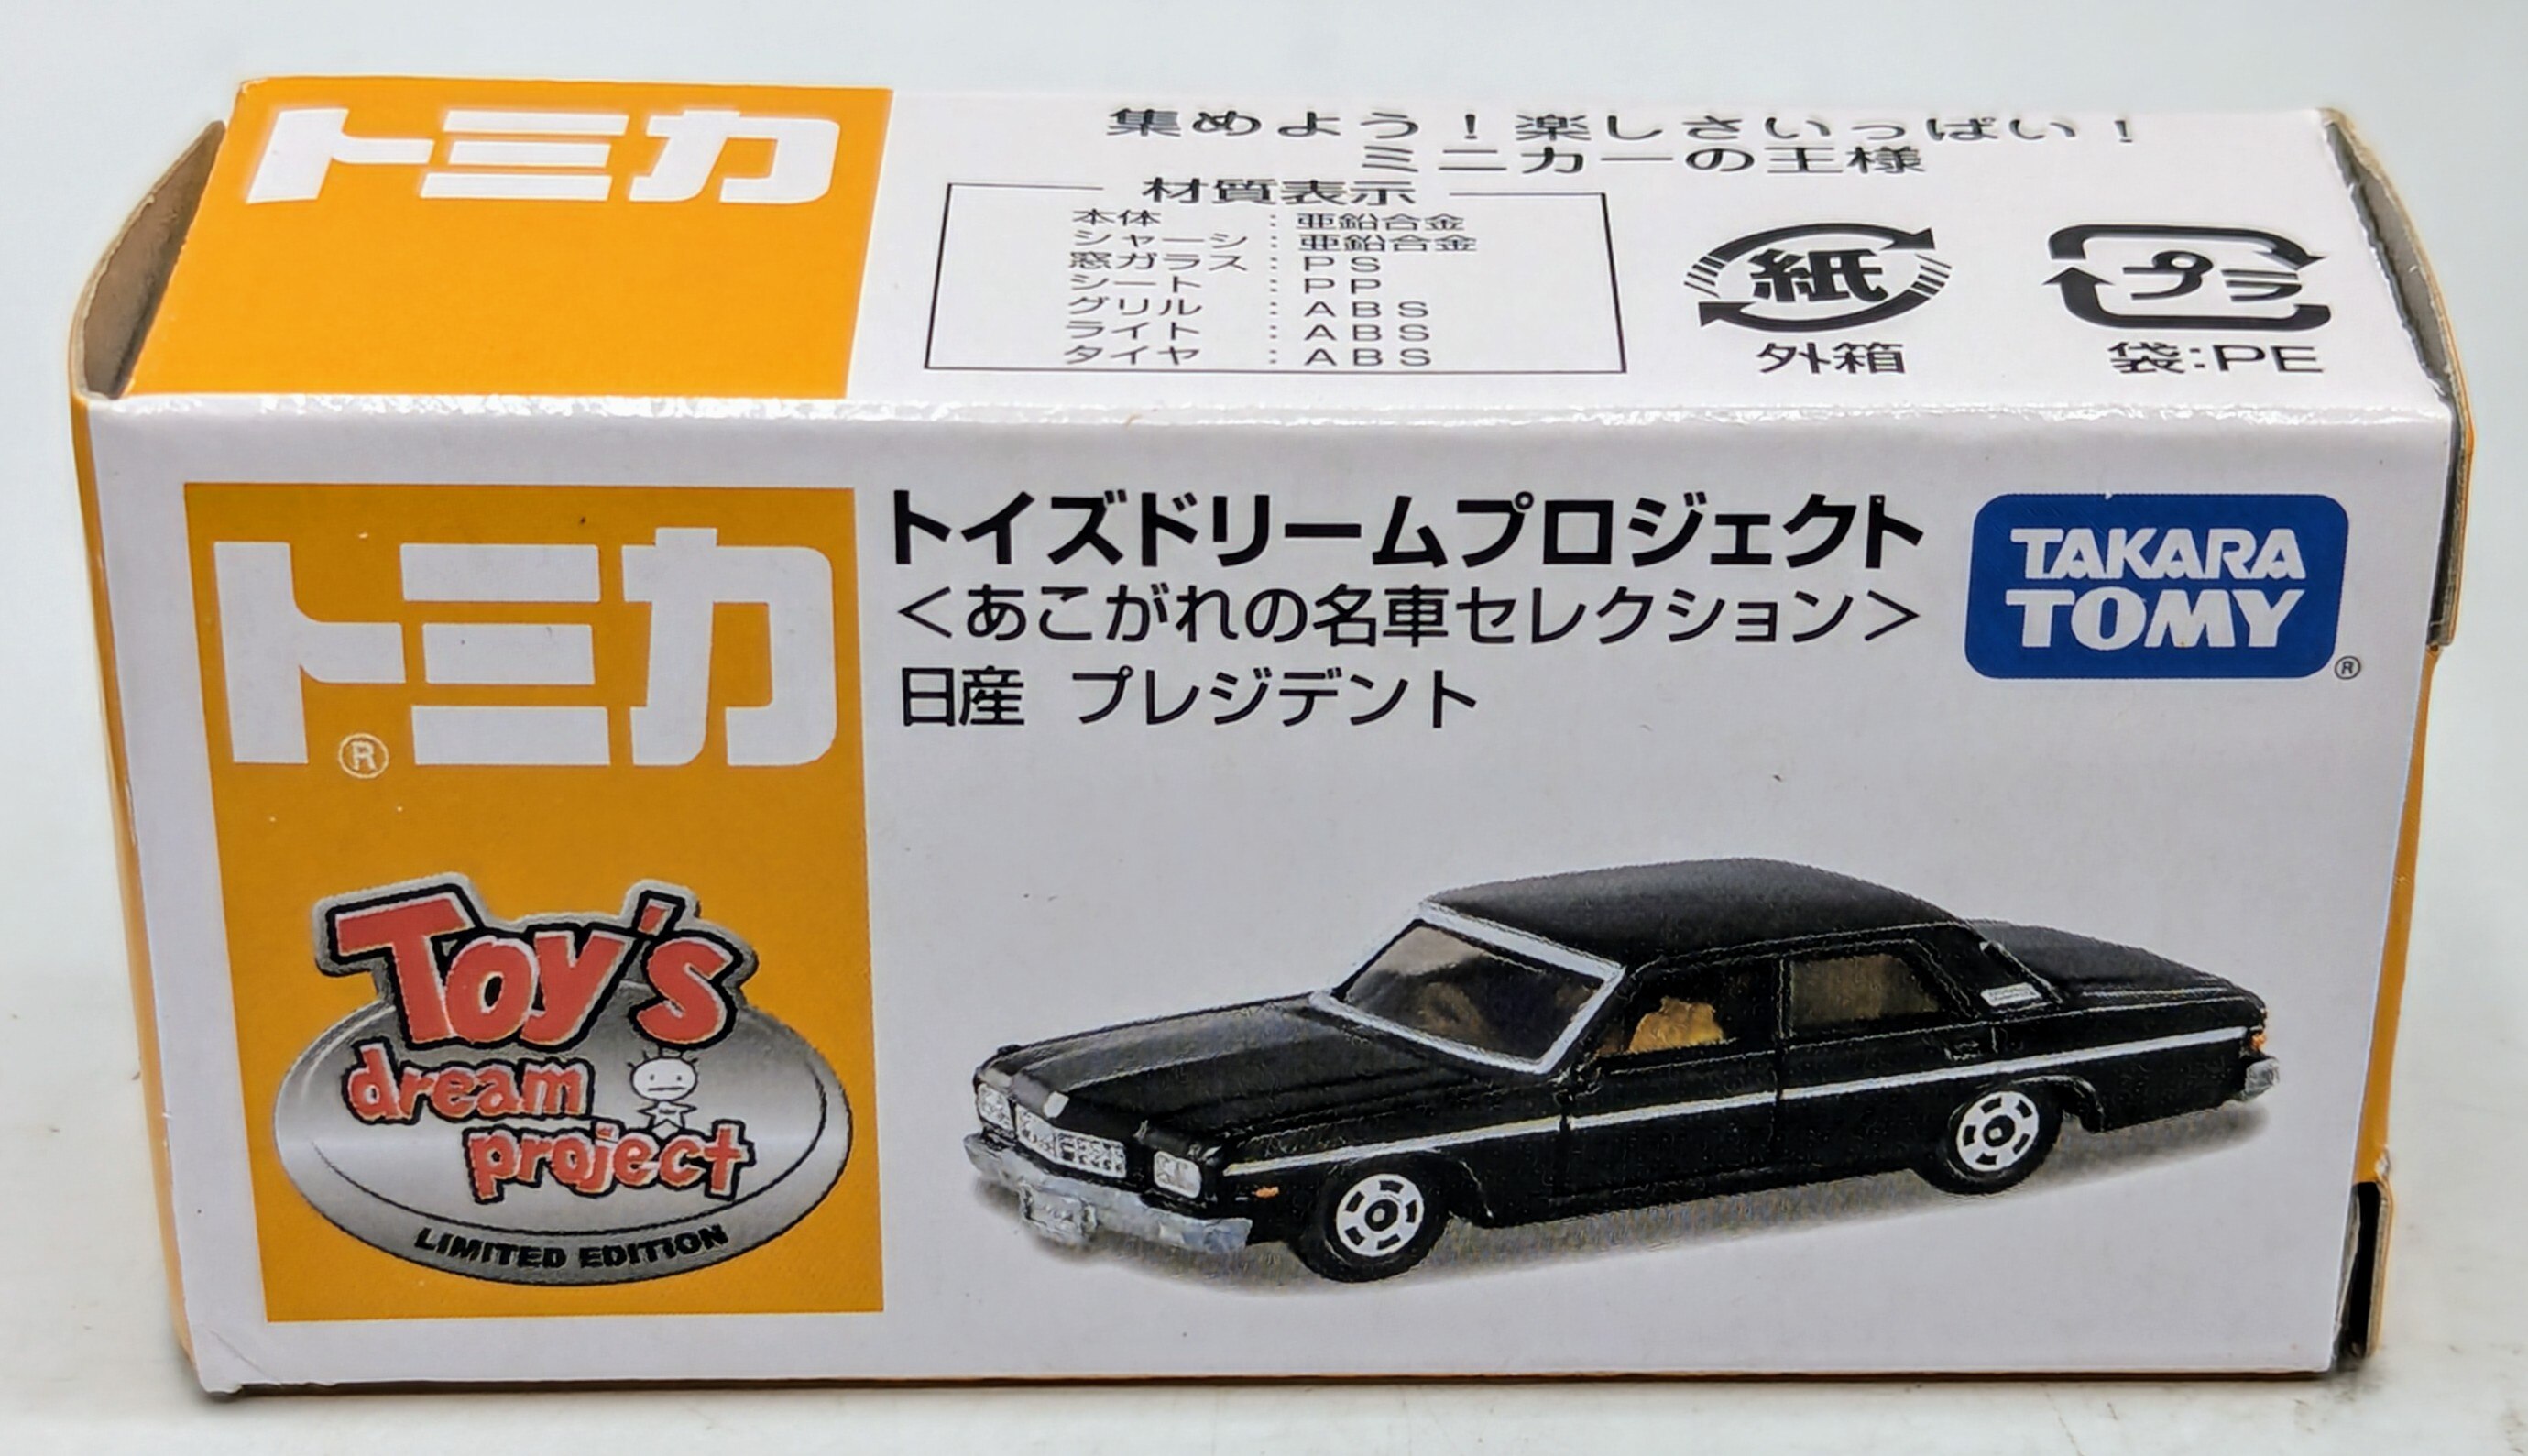 トミカ
集めよう！楽しさいっぱい！
ミニカーの王様
材質表示
本体：亜鉛合金
シャーシ：亜鉛合金
窓ガラス：PS
シート：PP
グリル：ABS
ライト：ABS
タイヤ：ABS
紙
外箱
プラ
袋：PE
トミカ®
トイズドリームプロジェクト
＜あこがれの名車セレクション＞
日産 プレジデント
TAKARA
TOMY®
Toy's
dream
project
LIMITED EDITION